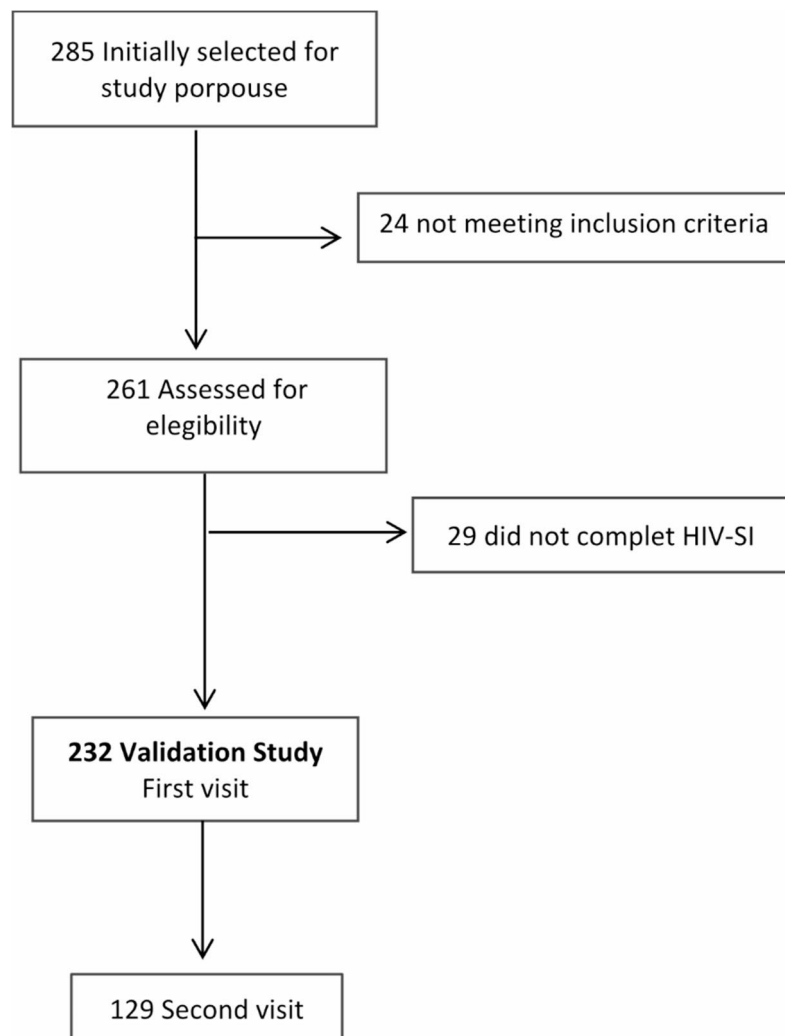 285 Initially selected for
study porpouse
24 not meeting inclusion criteria
261 Assessed for
elegibility
29 did not complet HIV-SI
232 Validation Study
First visit
129 Second visit